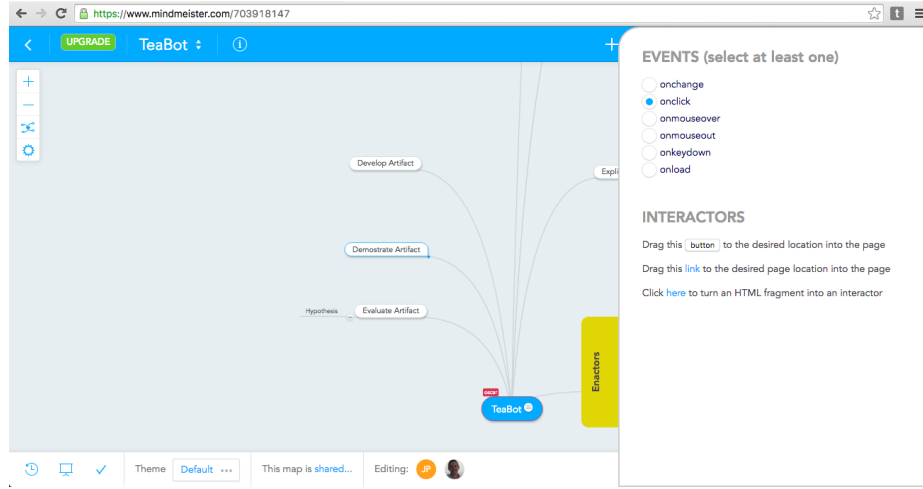 https://www.mindmeister.com/703918147
t
UPGRADE
TeaBot
i
+
EVENTS (select at least one)
onchange
onclick
onmouseover
onmouseout
onkeydown
onload
INTERACTORS
Drag this button to the desired location into the page
Drag this link to the desired page location into the page
Click here to turn an HTML fragment into an interactor
Develop Artifact
Expli
Demostrate Artifact
Hypothesis
Evaluate Artifact
Enactors
oscar
TeaBot
Theme Default ...
This map is shared...
Editing: JP